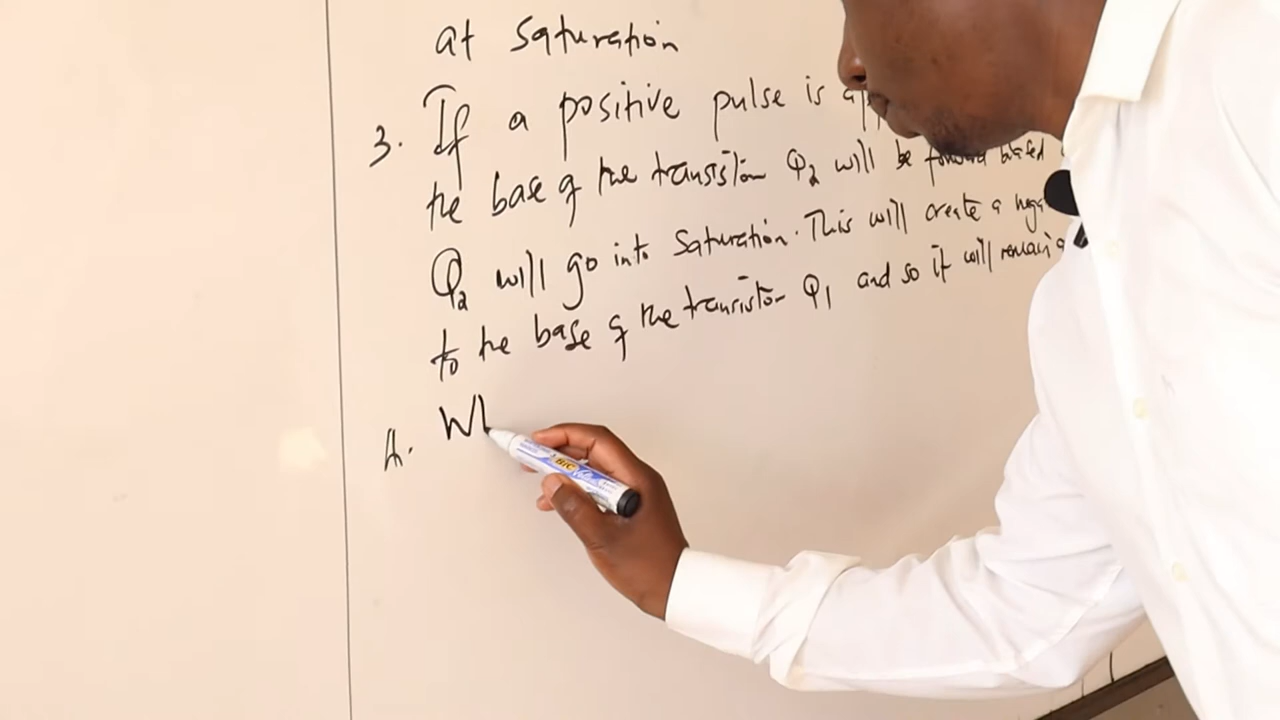 at saturation
3. If a positive pulse is
the base of the transistor Q2 will be forward biased
Q2 will go into saturation. This will create a
to the base of the transistor Q1 and so it will remain
4. Wh
BIC